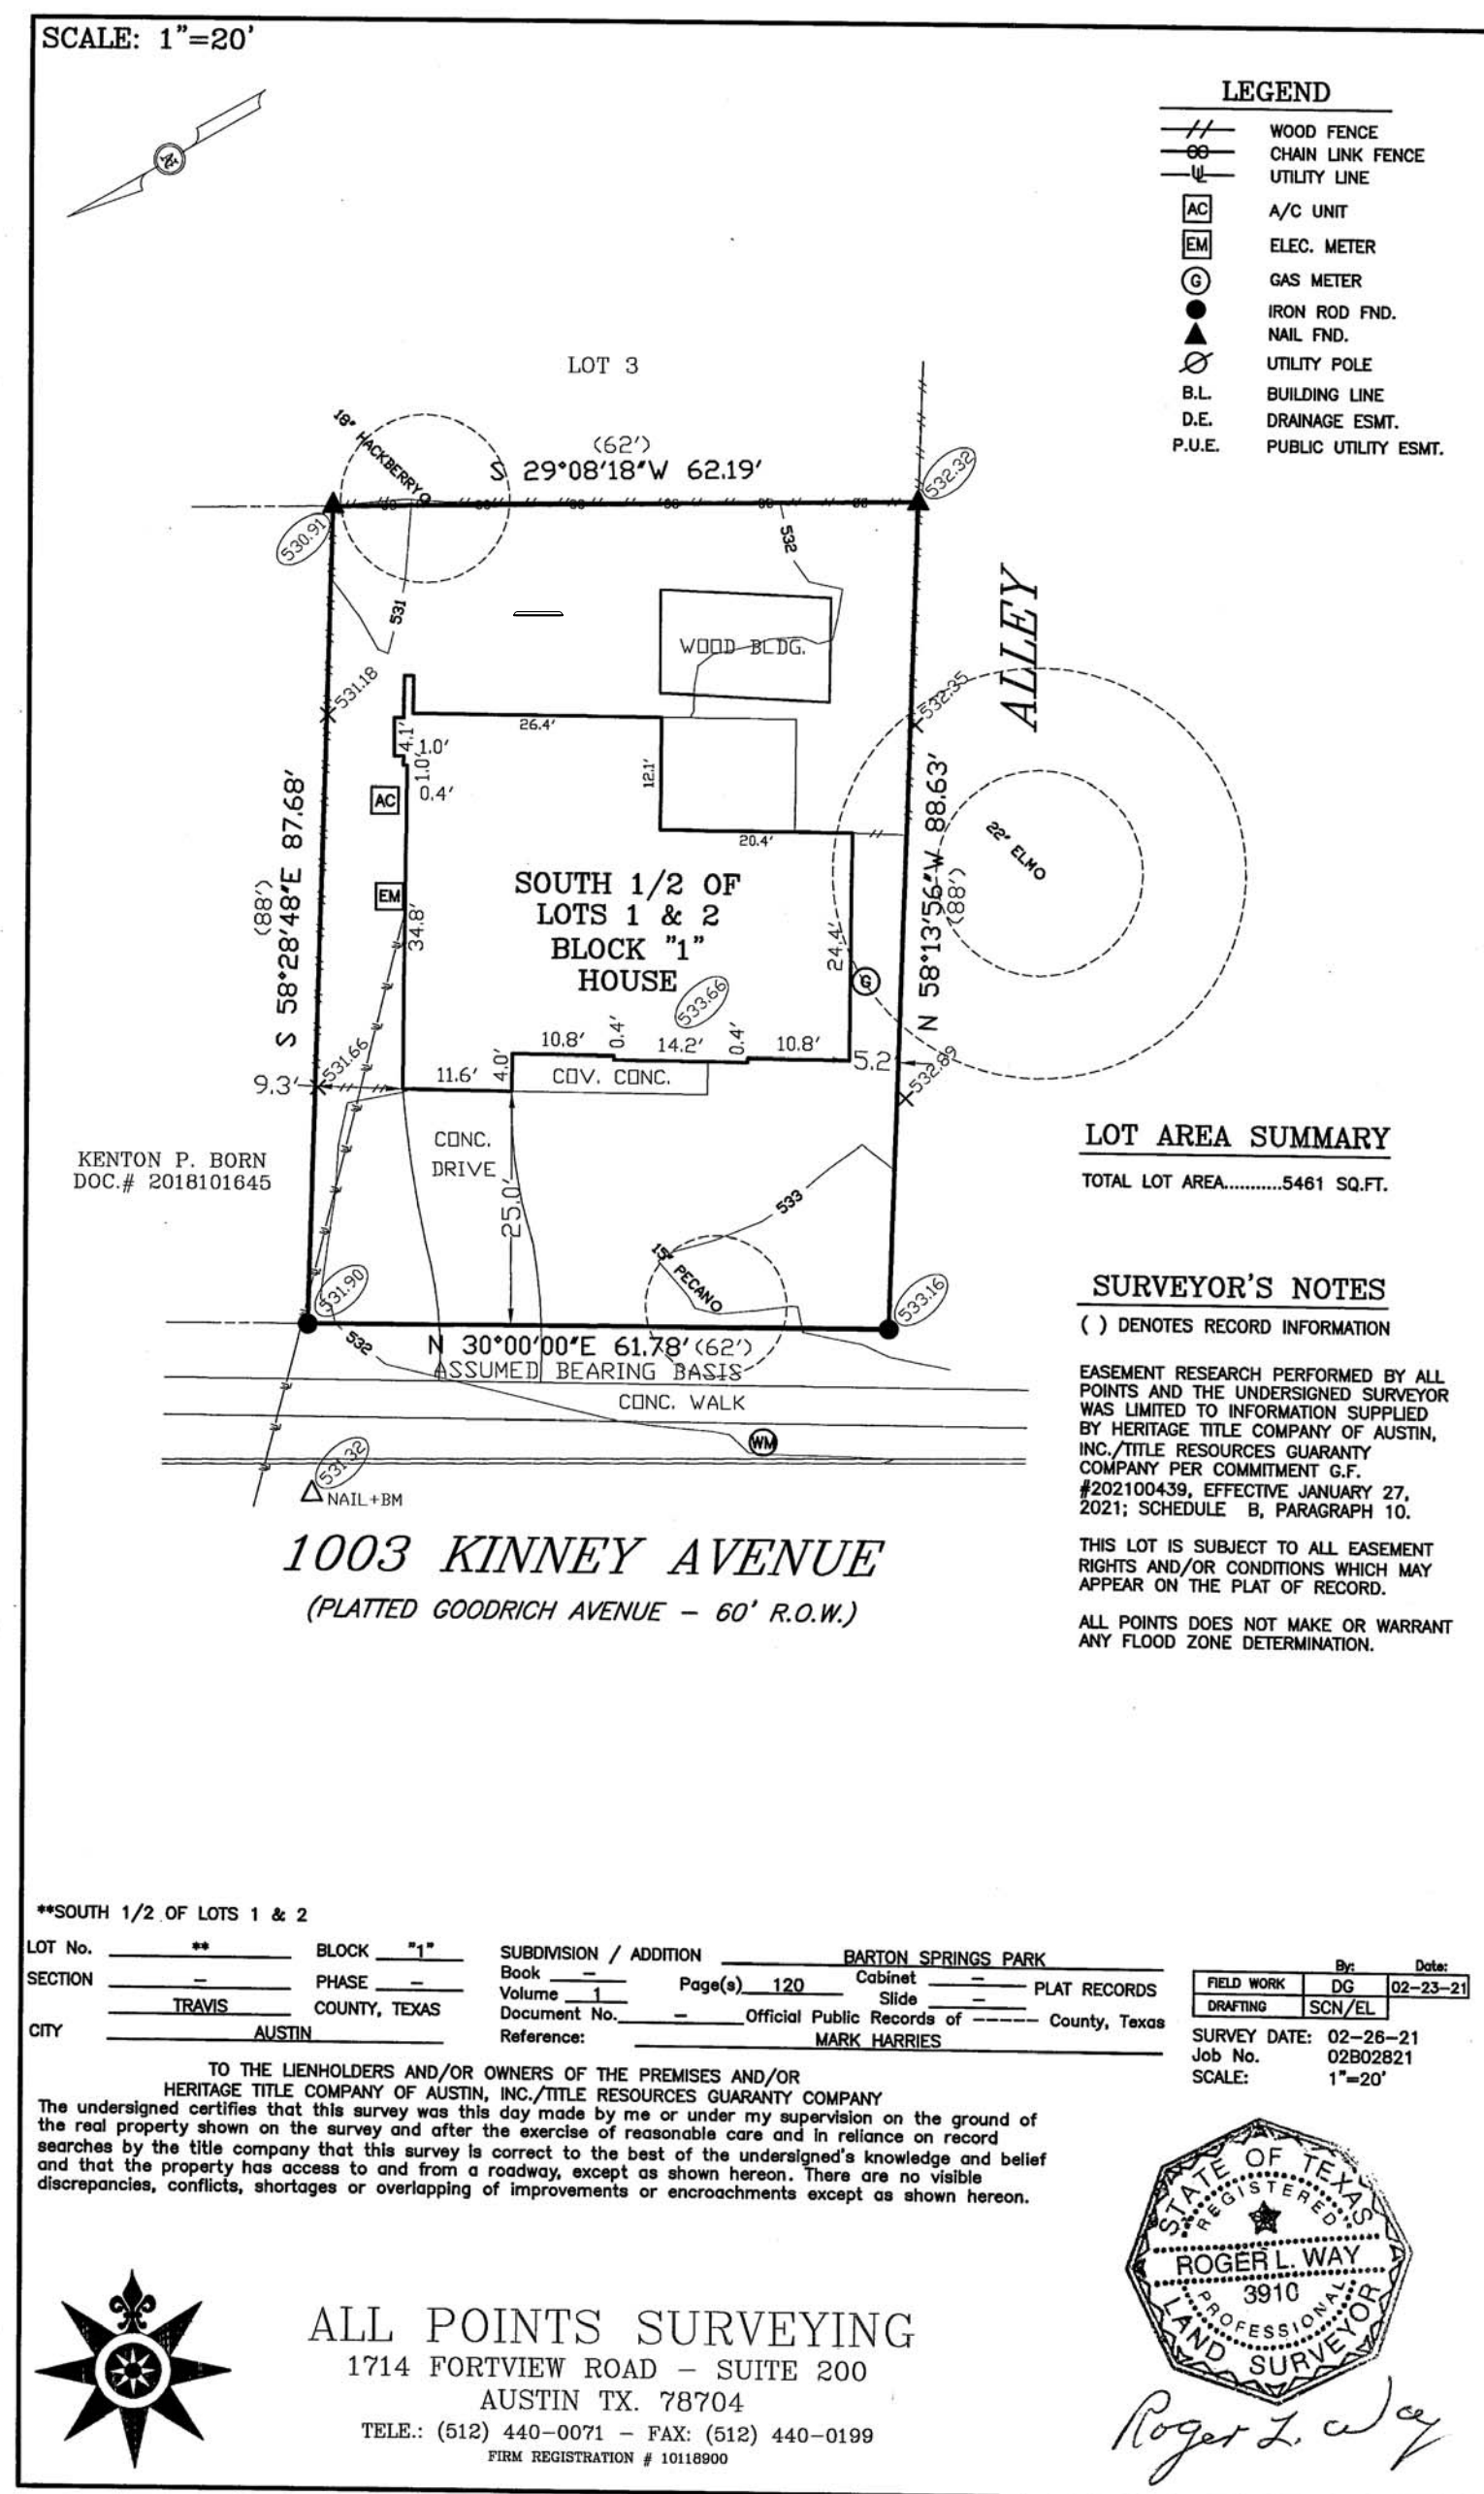 SCALE: 1"=20'
N
LEGEND
WOOD FENCE
CHAIN LINK FENCE
UTILITY LINE
AC A/C UNIT
EM ELEC. METER
G GAS METER
IRON ROD FND.
NAIL FND.
UTILITY POLE
B.L. BUILDING LINE
D.E. DRAINAGE ESMT.
P.U.E. PUBLIC UTILITY ESMT.
LOT 3
18" HACKBERRY
(62')
S 29°08'18"W 62.19'
532.32
530.91
532
531
WOOD BLDG.
ALLEY
531.18
532.35
26.4'
4.1'
1.0'
1.0'
0.4'
12.1'
AC
20.4'
22" ELM
S 58°28'48"E 87.68'
(88')
N 58°13'56"W 88.63'
(88')
EM
34.8'
SOUTH 1/2 OF
LOTS 1 & 2
BLOCK "1"
HOUSE
24.4'
G
533.66
10.8'
0.4'
14.2'
0.4'
10.8'
5.2'
532.89
531.66
9.3'
11.6'
4.0'
COV. CONC.
CONC.
DRIVE
25.0'
KENTON P. BORN
DOC.# 2018101645
533
15" PECAN
531.90
533.16
532
N 30°00'00"E 61.78'(62')
ASSUMED BEARING BASIS
CONC. WALK
WM
531.32
NAIL+BM
1003 KINNEY AVENUE
(PLATTED GOODRICH AVENUE – 60' R.O.W.)
LOT AREA SUMMARY
TOTAL LOT AREA...........5461 SQ.FT.
SURVEYOR'S NOTES
( ) DENOTES RECORD INFORMATION
EASEMENT RESEARCH PERFORMED BY ALL
POINTS AND THE UNDERSIGNED SURVEYOR
WAS LIMITED TO INFORMATION SUPPLIED
BY HERITAGE TITLE COMPANY OF AUSTIN,
INC./TITLE RESOURCES GUARANTY
COMPANY PER COMMITMENT G.F.
#202100439, EFFECTIVE JANUARY 27,
2021; SCHEDULE B, PARAGRAPH 10.
THIS LOT IS SUBJECT TO ALL EASEMENT
RIGHTS AND/OR CONDITIONS WHICH MAY
APPEAR ON THE PLAT OF RECORD.
ALL POINTS DOES NOT MAKE OR WARRANT
ANY FLOOD ZONE DETERMINATION.
**SOUTH 1/2 OF LOTS 1 & 2
LOT No. ** BLOCK "1" SUBDIVISION / ADDITION BARTON SPRINGS PARK
SECTION – PHASE – Book – Page(s) 120 Cabinet – PLAT RECORDS
Volume 1 Slide –
TRAVIS COUNTY, TEXAS Document No. – Official Public Records of ----- County, Texas
CITY AUSTIN Reference: MARK HARRIES
By: Date:
FIELD WORK DG 02-23-21
DRAFTING SCN/EL
SURVEY DATE: 02-26-21
Job No. 02B02821
SCALE: 1"=20'
TO THE LIENHOLDERS AND/OR OWNERS OF THE PREMISES AND/OR
HERITAGE TITLE COMPANY OF AUSTIN, INC./TITLE RESOURCES GUARANTY COMPANY
The undersigned certifies that this survey was this day made by me or under my supervision on the ground of
the real property shown on the survey and after the exercise of reasonable care and in reliance on record
searches by the title company that this survey is correct to the best of the undersigned's knowledge and belief
and that the property has access to and from a roadway, except as shown hereon. There are no visible
discrepancies, conflicts, shortages or overlapping of improvements or encroachments except as shown hereon.
ALL POINTS SURVEYING
1714 FORTVIEW ROAD – SUITE 200
AUSTIN TX. 78704
TELE.: (512) 440-0071 – FAX: (512) 440-0199
FIRM REGISTRATION # 10118900
STATE OF TEXAS
REGISTERED
ROGER L. WAY
3910
PROFESSIONAL
LAND SURVEYOR
Roger L. Way